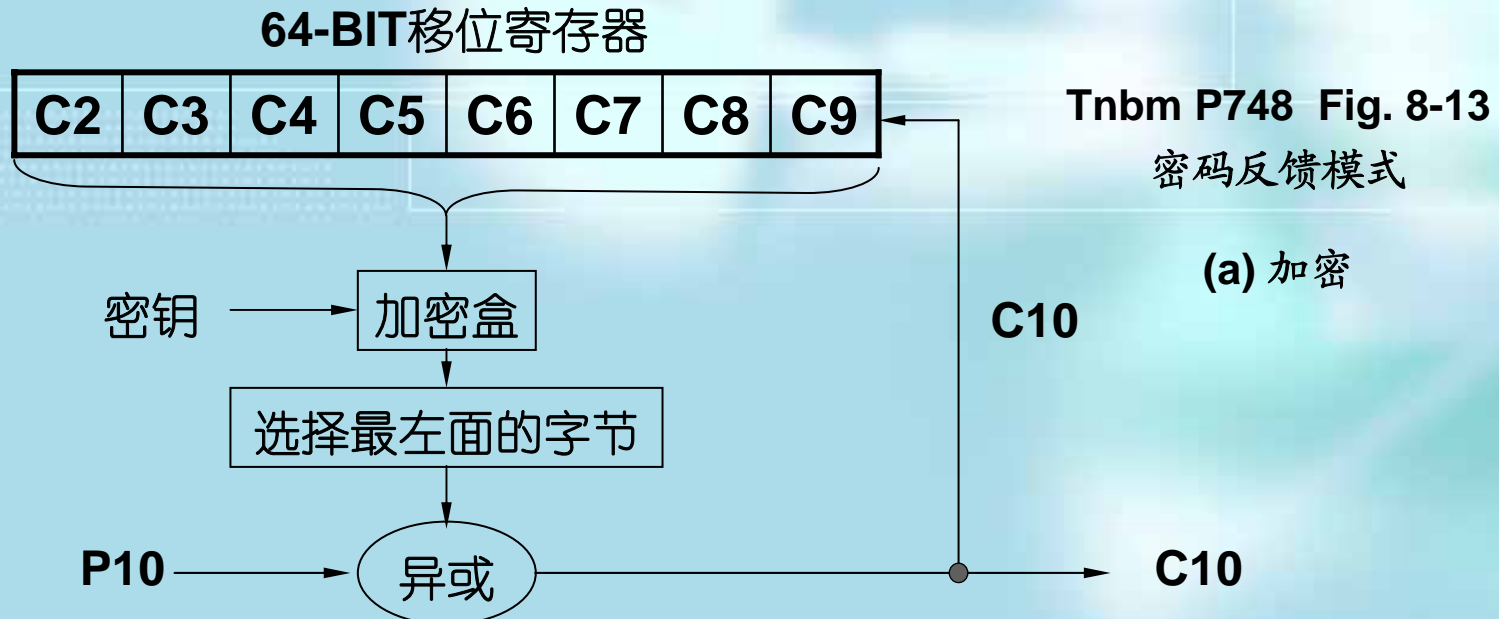 64-BIT移位寄存器
C2 C3 C4 C5 C6 C7 C8 C9
Tnbm P748 Fig. 8-13
密码反馈模式
(a) 加密
密钥
加密盒
C10
选择最左面的字节
P10
异或
C10